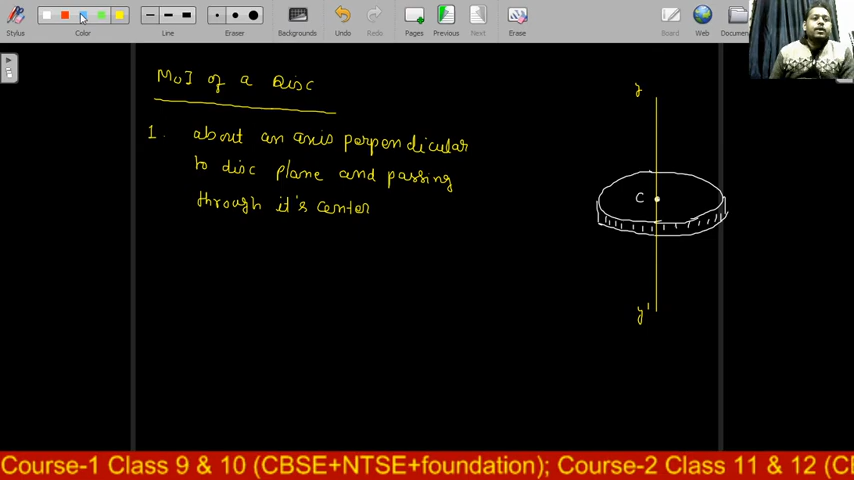 Stylus
Color
Line
Eraser
Backgrounds
Undo
Redo
Pages
Previous
Next
Erase
Board
Web
Documen
MoI of a Disc
1. about an axis perpendicular
to disc plane and passing
through it's center
y
C
y'
Course-1 Class 9 & 10 (CBSE+NTSE+foundation); Course-2 Class 11 & 12 (CB